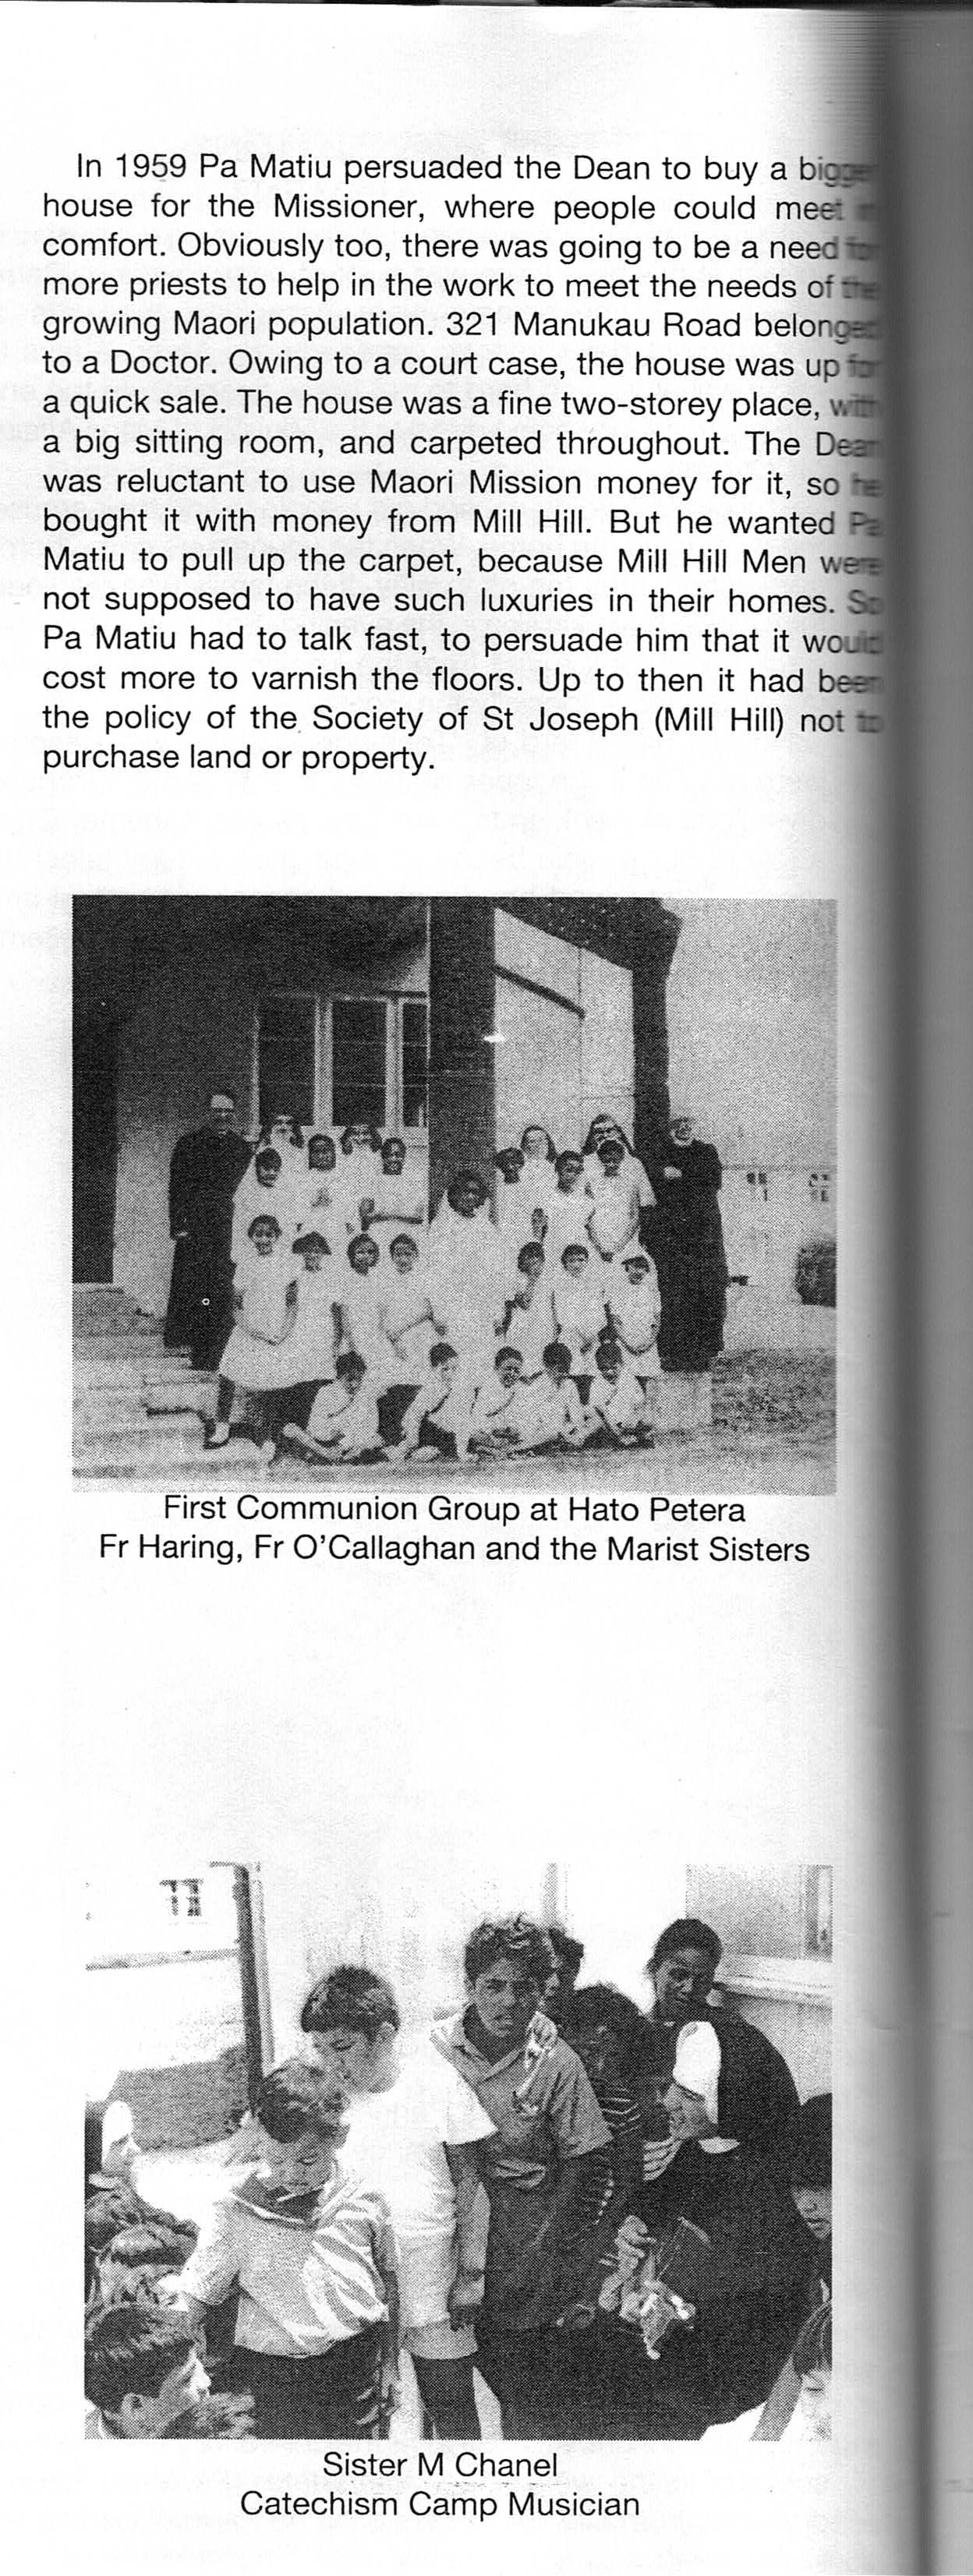 In 1959 Pa Matiu persuaded the Dean to buy a bigger
house for the Missioner, where people could meet in
comfort. Obviously too, there was going to be a need for
more priests to help in the work to meet the needs of the
growing Maori population. 321 Manukau Road belonged
to a Doctor. Owing to a court case, the house was up for
a quick sale. The house was a fine two-storey place, with
a big sitting room, and carpeted throughout. The Dean
was reluctant to use Maori Mission money for it, so he
bought it with money from Mill Hill. But he wanted Pa
Matiu to pull up the carpet, because Mill Hill Men were
not supposed to have such luxuries in their homes. So
Pa Matiu had to talk fast, to persuade him that it would
cost more to varnish the floors. Up to then it had been
the policy of the Society of St Joseph (Mill Hill) not to
purchase land or property.
First Communion Group at Hato Petera
Fr Haring, Fr O'Callaghan and the Marist Sisters
Sister M Chanel
Catechism Camp Musician